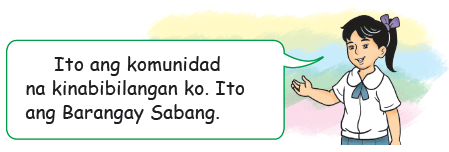 Ito ang komunidad
na kinabibilangan ko. Ito
ang Barangay Sabang.